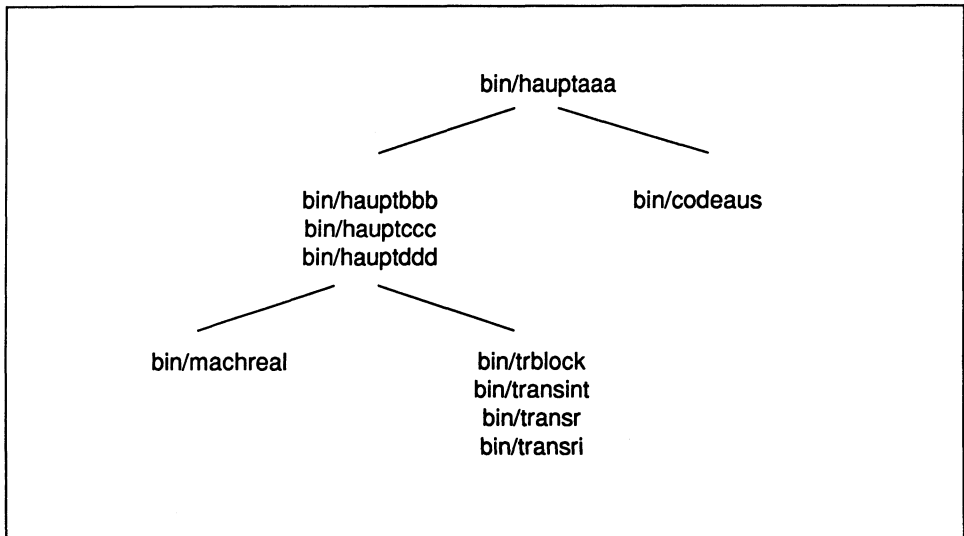 bin/hauptaaa
bin/hauptbbb
bin/hauptccc
bin/hauptddd
bin/codeaus
bin/machreal
bin/trblock
bin/transint
bin/transr
bin/transri